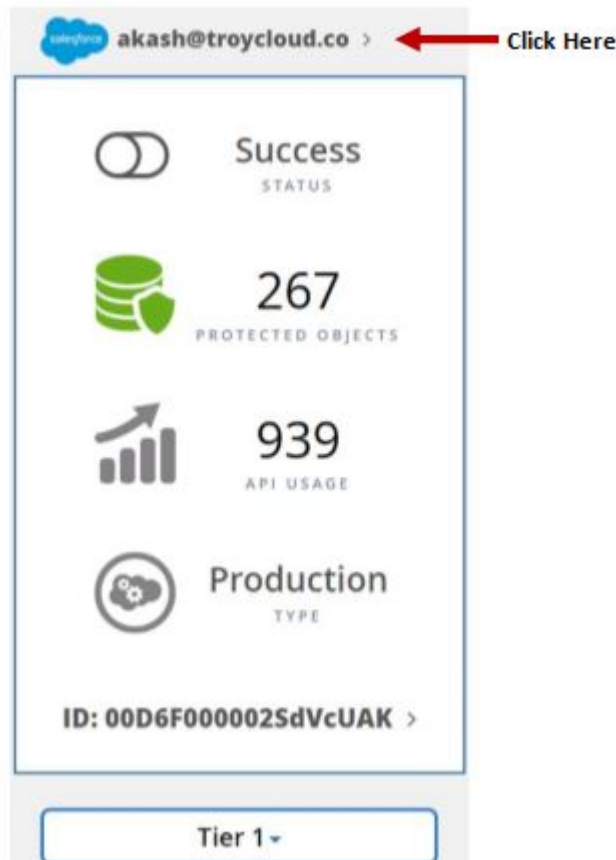 salesforce akash@troycloud.co > Click Here
Success
STATUS
267
PROTECTED OBJECTS
939
API USAGE
Production
TYPE
ID: 00D6F000002SdVcUAK >
Tier 1